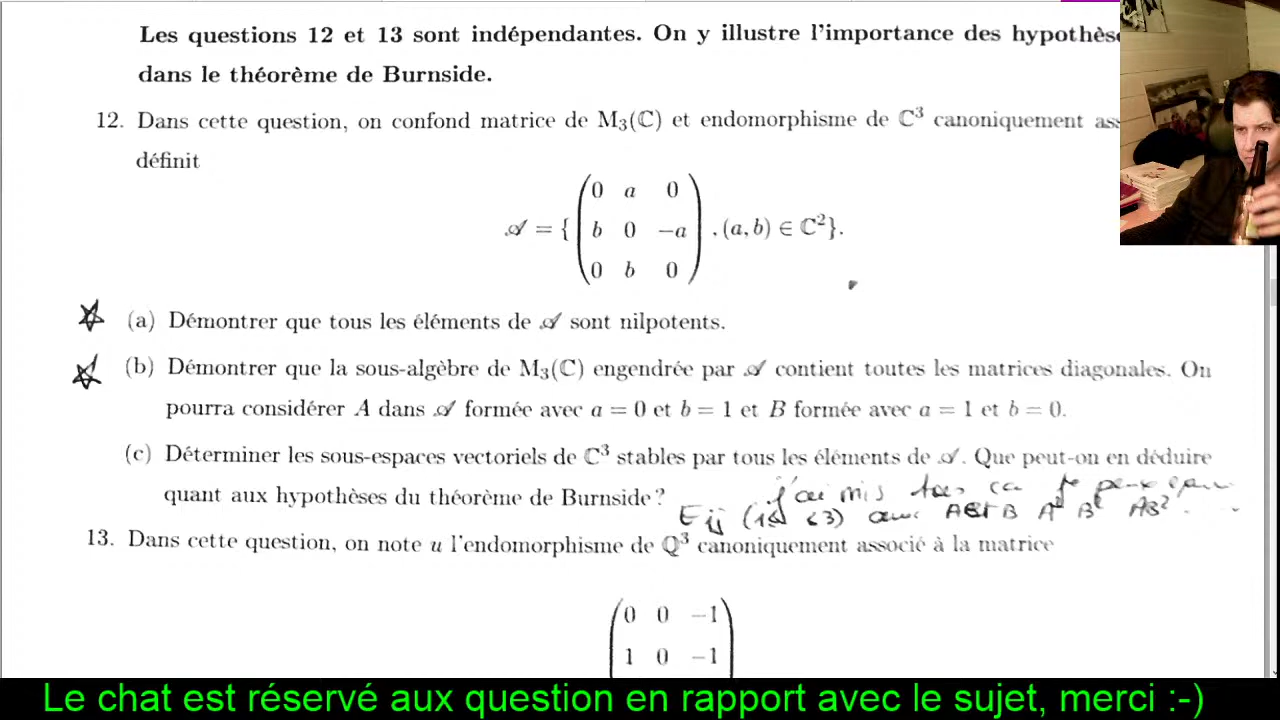 Les questions 12 et 13 sont indépendantes. On y illustre l'importance des hypothès
dans le théorème de Burnside.
12. Dans cette question, on confond matrice de M₃(ℂ) et endomorphisme de ℂ³ canoniquement ass
définit
𝒜 = { ( 0 a 0
b 0 −a
0 b 0 ) , (a, b) ∈ ℂ² }.
(a) Démontrer que tous les éléments de 𝒜 sont nilpotents.
(b) Démontrer que la sous-algèbre de M₃(ℂ) engendrée par 𝒜 contient toutes les matrices diagonales. On
pourra considérer A dans 𝒜 formée avec a = 0 et b = 1 et B formée avec a = 1 et b = 0.
(c) Déterminer les sous-espaces vectoriels de ℂ³ stables par tous les éléments de 𝒜. Que peut-on en déduire
quant aux hypothèses du théorème de Burnside ?
j'ai mis
13. Dans cette question, on note u l'endomorphisme de ℚ³ canoniquement associé à la matrice
0 0 −1
1 0 −1
Le chat est réservé aux question en rapport avec le sujet, merci :-)